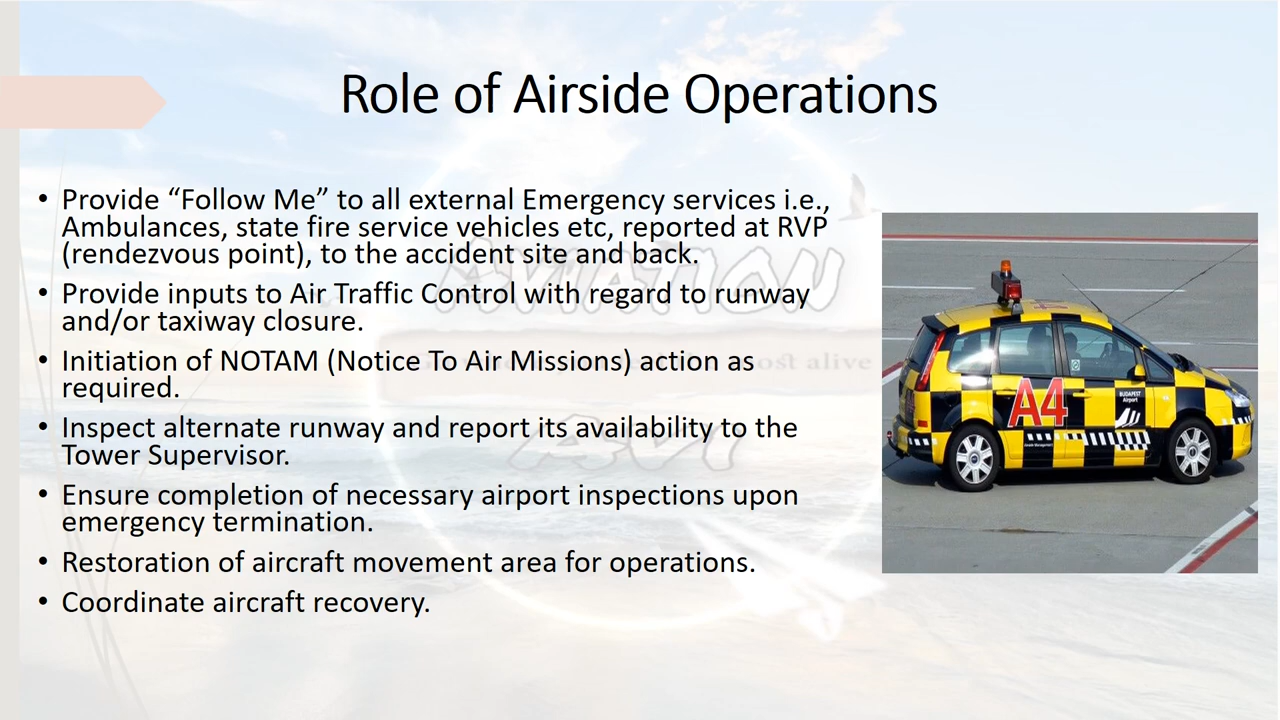 Role of Airside Operations
• Provide “Follow Me” to all external Emergency services i.e.,
Ambulances, state fire service vehicles etc, reported at RVP
(rendezvous point), to the accident site and back.
• Provide inputs to Air Traffic Control with regard to runway
and/or taxiway closure.
• Initiation of NOTAM (Notice To Air Missions) action as
required.
• Inspect alternate runway and report its availability to the
Tower Supervisor.
• Ensure completion of necessary airport inspections upon
emergency termination.
• Restoration of aircraft movement area for operations.
• Coordinate aircraft recovery.
AVIATION
most alive
AVI
A4
BUDAPEST
Airport